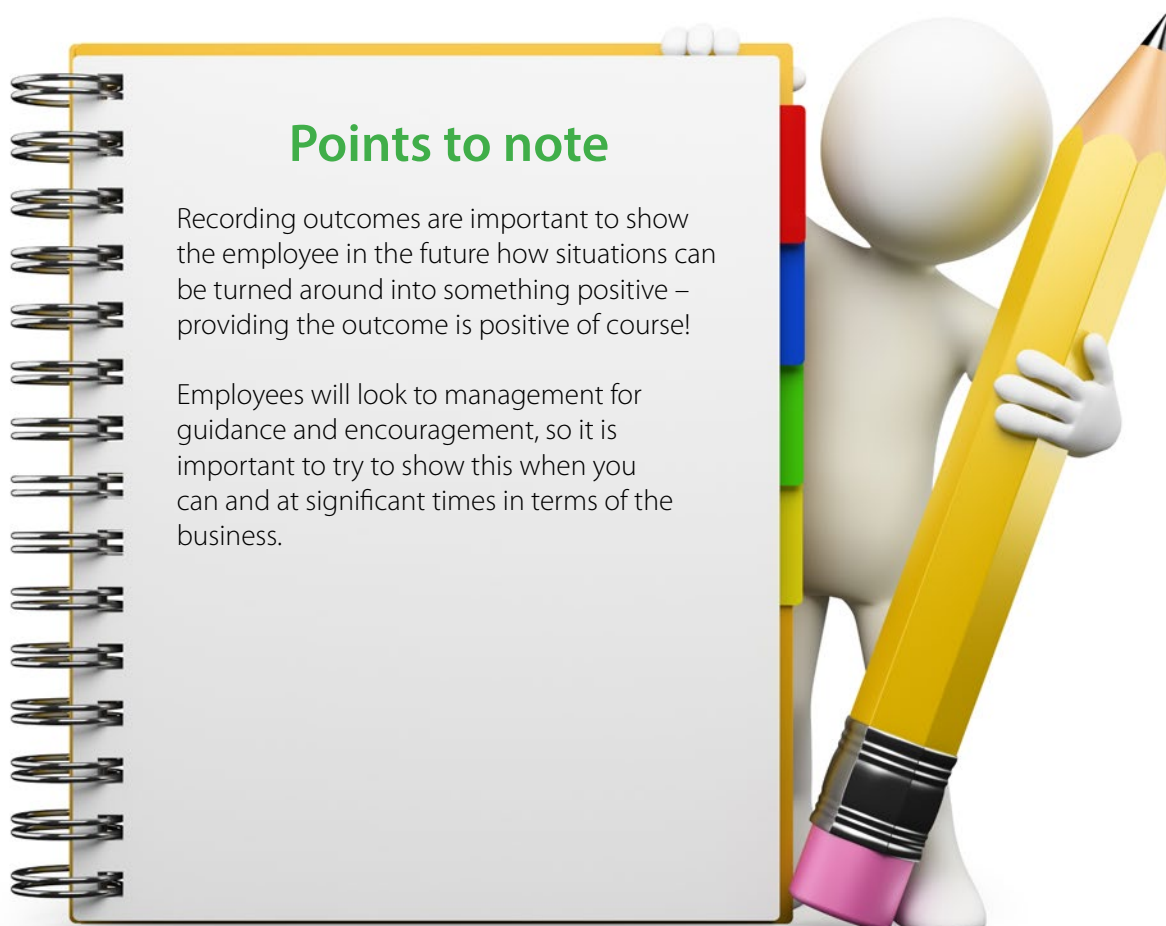 Points to note
Recording outcomes are important to show
the employee in the future how situations can
be turned around into something positive –
providing the outcome is positive of course!
Employees will look to management for
guidance and encouragement, so it is
important to try to show this when you
can and at significant times in terms of the
business.